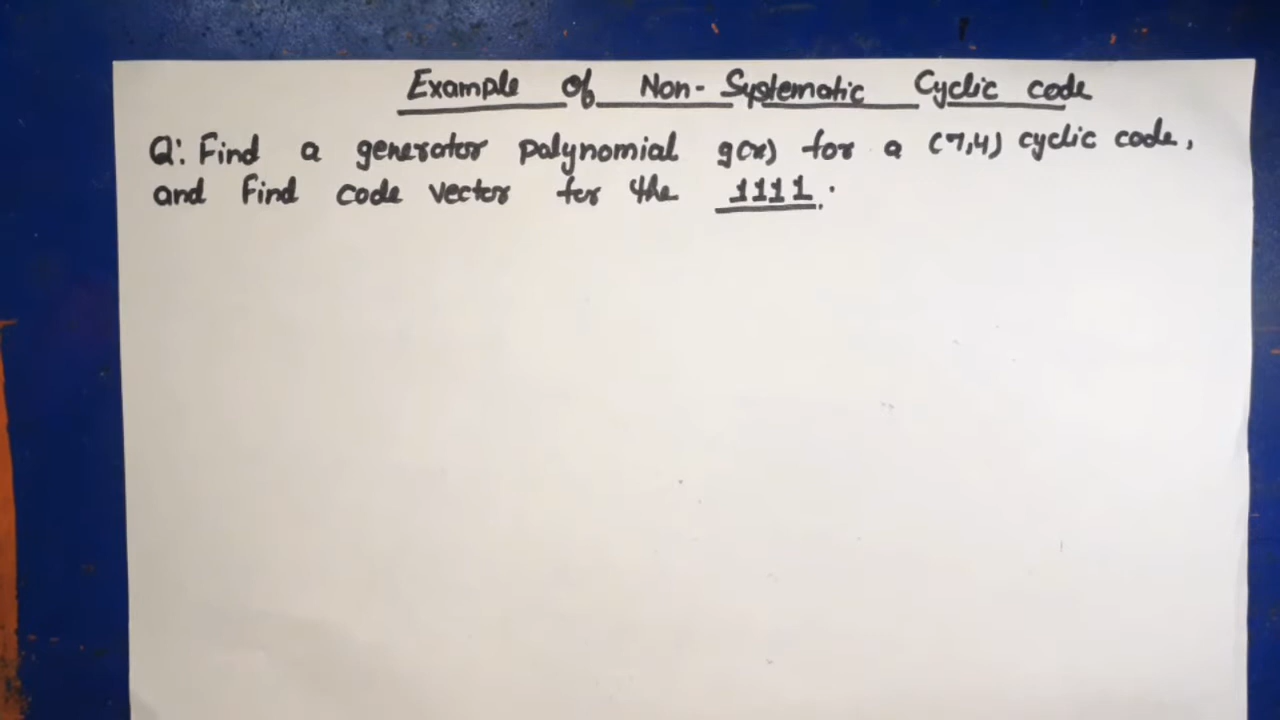 Example of Non-Systematic Cyclic code
Q: Find a generator polynomial g(x) for a (7,4) cyclic code,
and find code vector for the 1111.